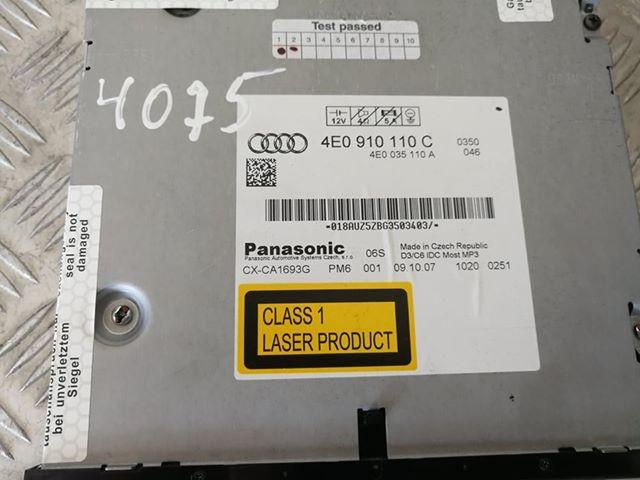 Test passed
1 2 3 4 5 6 7 8 9 10
4075
12V 4Ω 5A
4E0 910 110 C 0350
4E0 035 110 A 046
*018AUZ5ZBG3503403/*
Panasonic 06S Made in Czech Republic
Panasonic Automotive Systems Czech, s.r.o. D3/C6 IDC Most MP3
CX-CA1693G PM6 001 09.10.07 1020 0251
CLASS 1
LASER PRODUCT
seal is not
damaged
bei unverletztem
Siegel